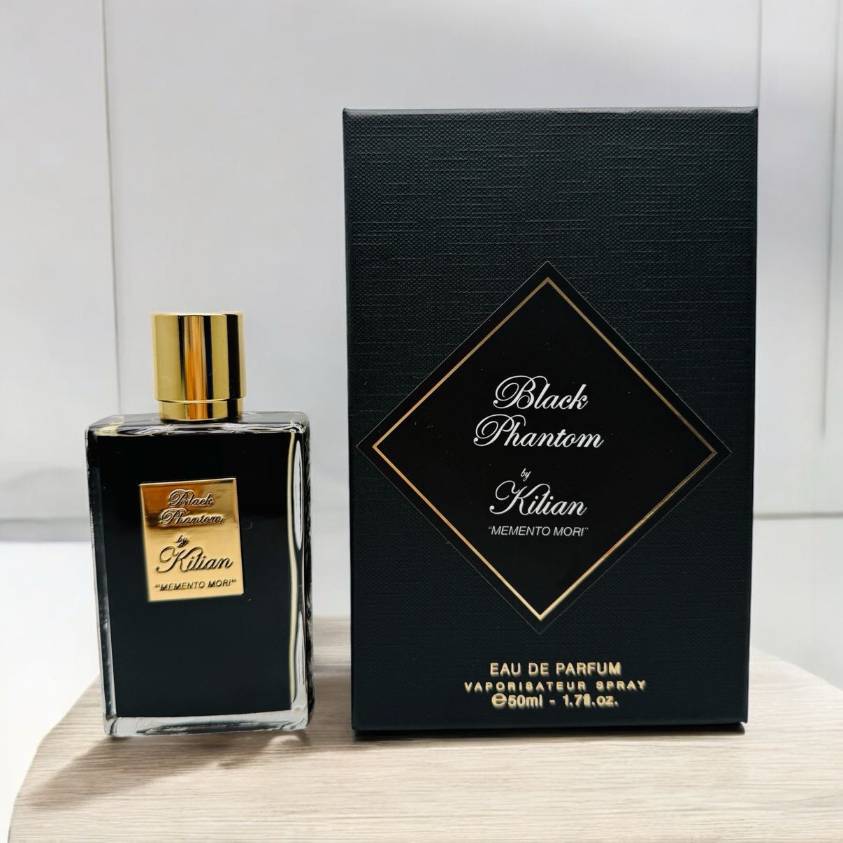 Black
Phantom
by
Kilian
"MEMENTO MORI"
Black
Phantom
by
Kilian
"MEMENTO MORI"
EAU DE PARFUM
VAPORISATEUR SPRAY
℮50ml - 1.7fl.oz.